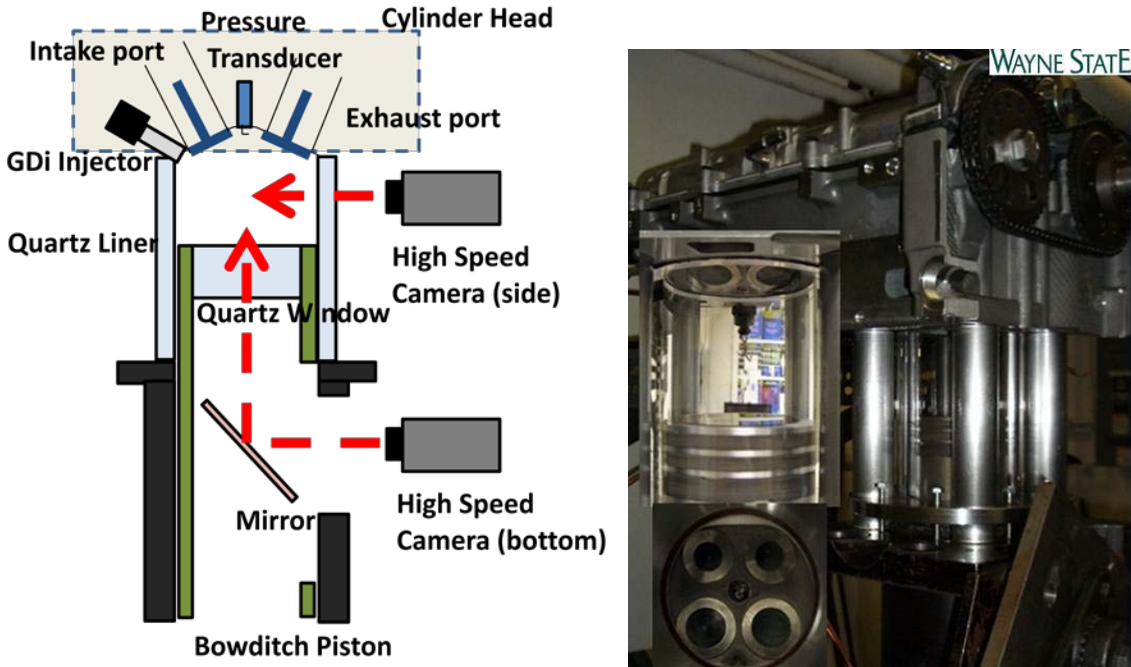 Pressure
Transducer
Cylinder Head
Intake port
Exhaust port
GDi Injector
Quartz Liner
High Speed
Camera (side)
Quartz W ndow
Mirror
High Speed
Camera (bottom)
Bowditch Piston
WAYNE STATE